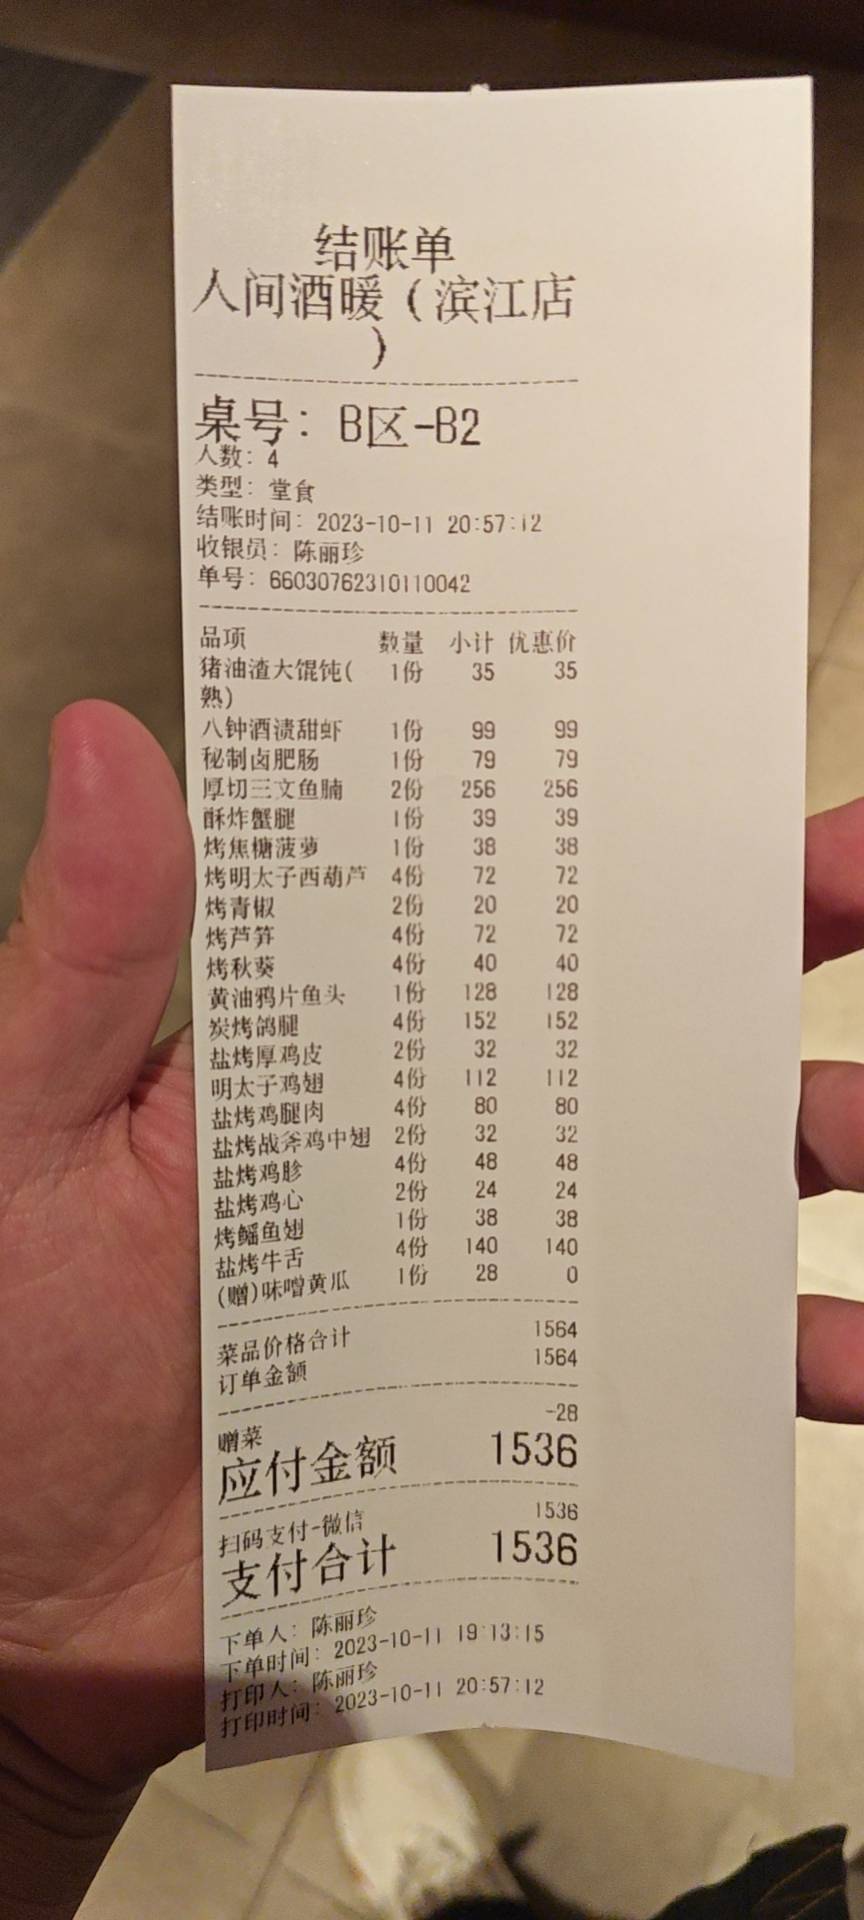 结账单
人间酒暖（滨江店
）
桌号：B区-B2
人数：4
类型：堂食
结账时间：2023-10-11 20:57:12
收银员：陈丽珍
单号：66030762310110042
品项 数量 小计 优惠价
猪油渣大馄饨( 1份 35 35
熟)
八钟酒渍甜虾 1份 99 99
秘制卤肥肠 1份 79 79
厚切三文鱼腩 2份 256 256
酥炸蟹腿 1份 39 39
烤焦糖菠萝 1份 38 38
烤明太子西葫芦 4份 72 72
烤青椒 2份 20 20
烤芦笋 4份 72 72
烤秋葵 4份 40 40
黄油鸦片鱼头 1份 128 128
炭烤鸽腿 4份 152 152
盐烤厚鸡皮 2份 32 32
明太子鸡翅 4份 112 112
盐烤鸡腿肉 4份 80 80
盐烤战斧鸡中翅 2份 32 32
盐烤鸡胗 4份 48 48
盐烤鸡心 2份 24 24
烤鳐鱼翅 1份 38 38
盐烤牛舌 4份 140 140
(赠)味噌黄瓜 1份 28 0
菜品价格合计 1564
订单金额 1564
赠菜 -28
应付金额 1536
扫码支付-微信 1536
支付合计 1536
下单人：陈丽珍
下单时间：2023-10-11 19:13:15
打印人：陈丽珍
打印时间：2023-10-11 20:57:12